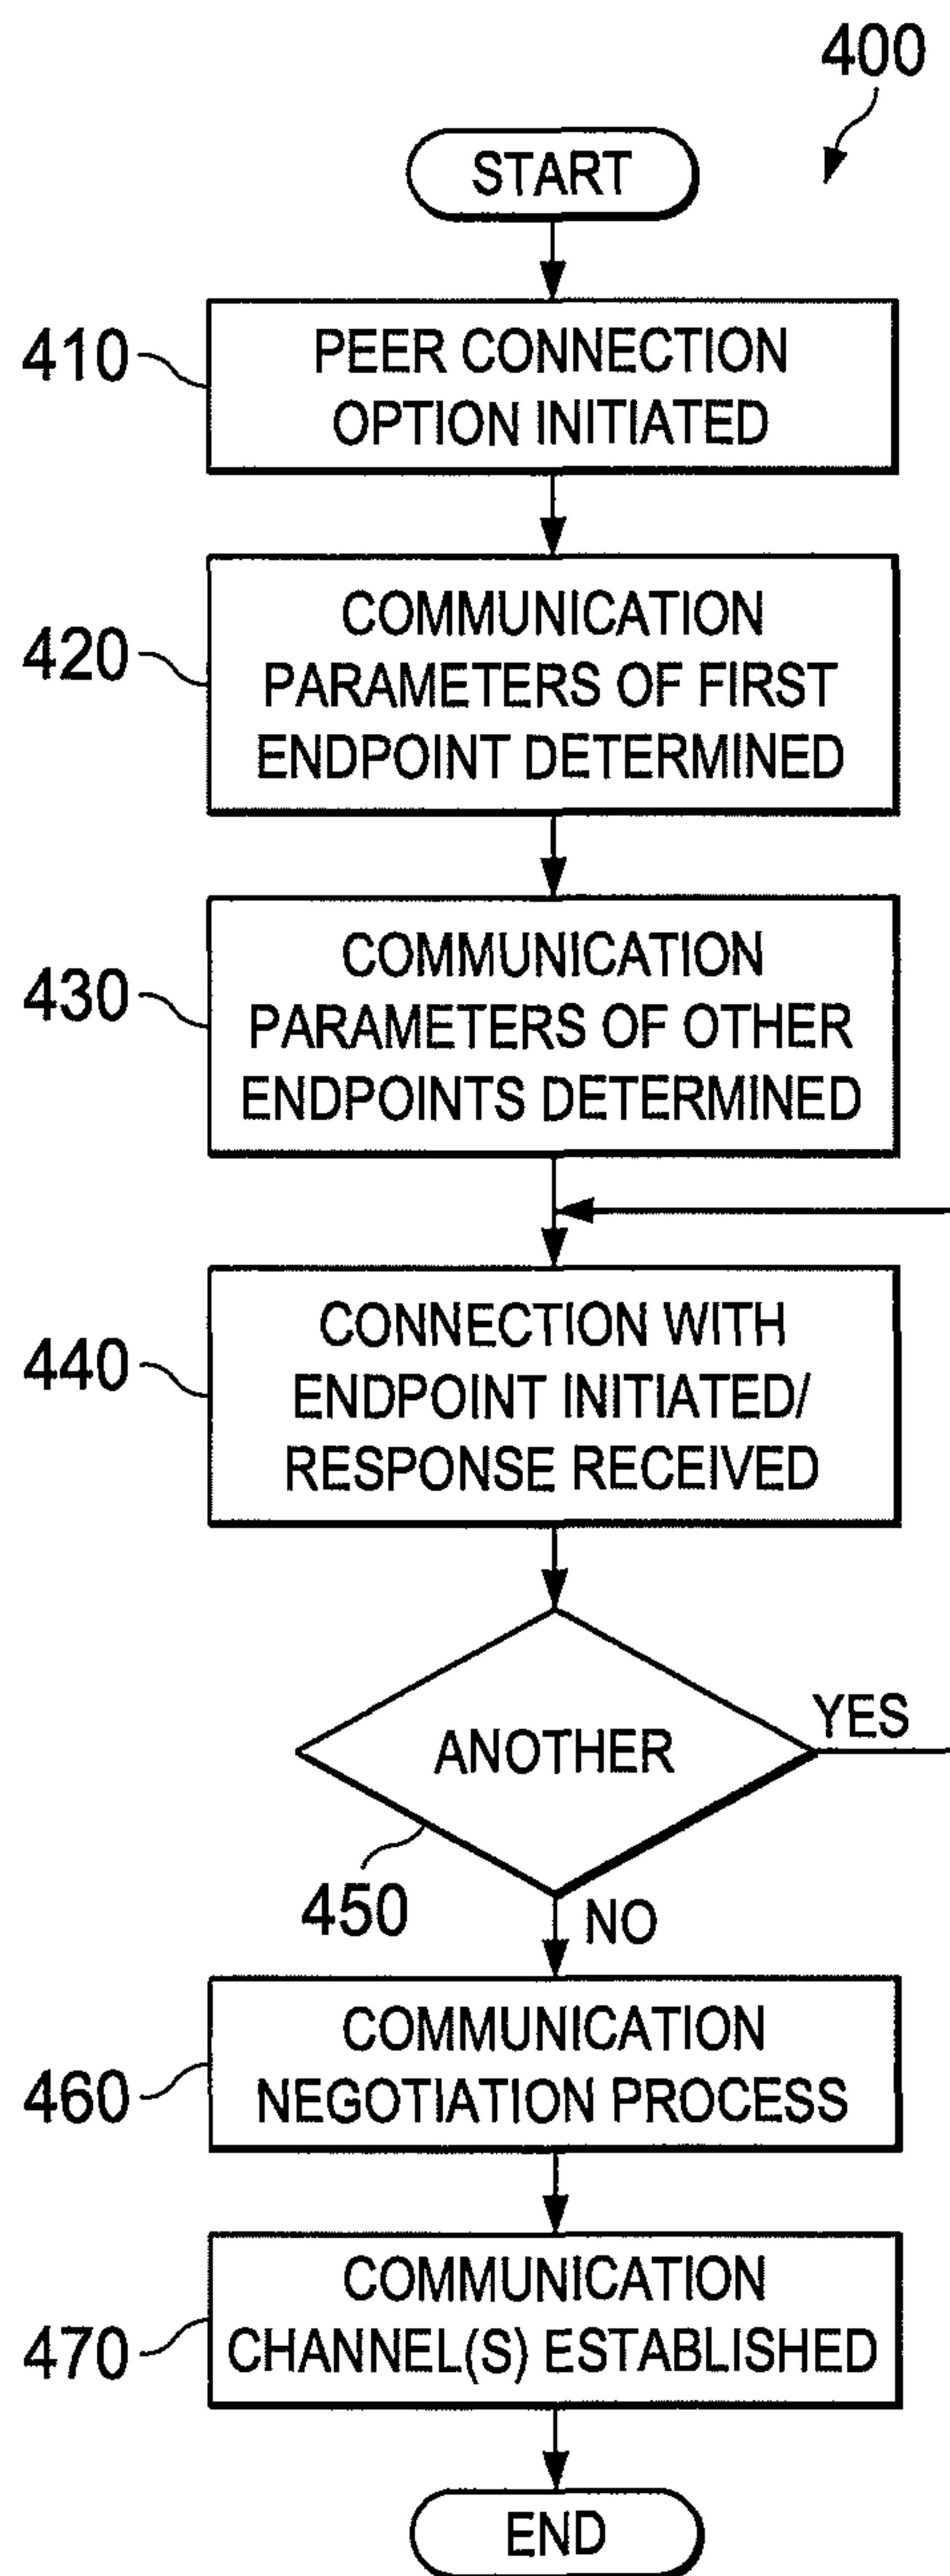 400
START
410
PEER CONNECTION
OPTION INITIATED
420
COMMUNICATION
PARAMETERS OF FIRST
ENDPOINT DETERMINED
430
COMMUNICATION
PARAMETERS OF OTHER
ENDPOINTS DETERMINED
440
CONNECTION WITH
ENDPOINT INITIATED/
RESPONSE RECEIVED
ANOTHER
YES
450
NO
460
COMMUNICATION
NEGOTIATION PROCESS
470
COMMUNICATION
CHANNEL(S) ESTABLISHED
END